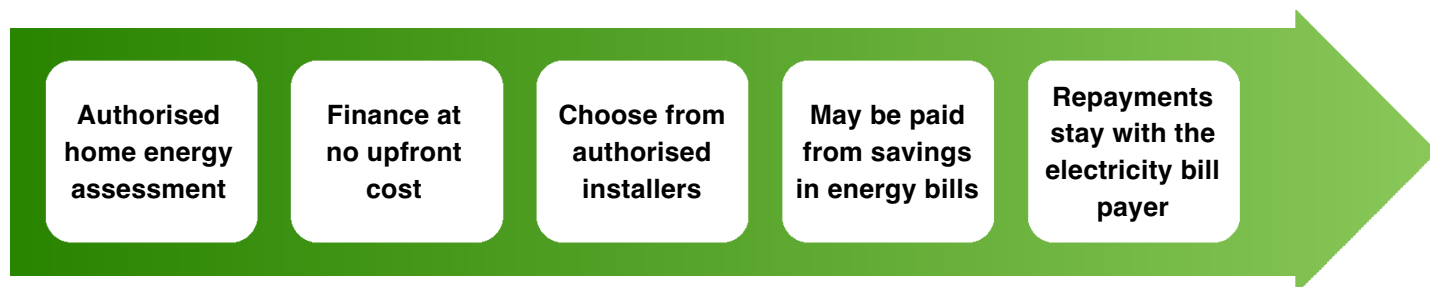 Authorised
home energy
assessment
Finance at
no upfront
cost
Choose from
authorised
installers
May be paid
from savings
in energy bills
Repayments
stay with the
electricity bill
payer